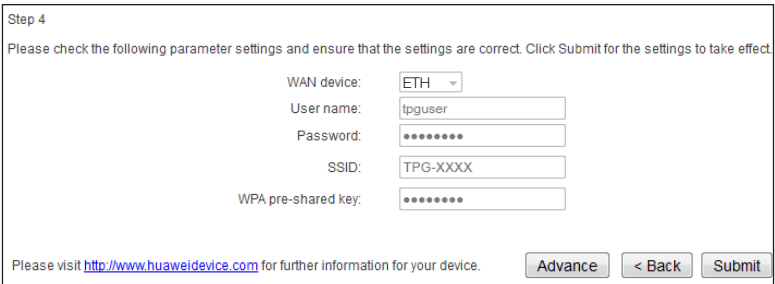 Step 4
Please check the following parameter settings and ensure that the settings are correct. Click Submit for the settings to take effect.
WAN device: ETH
User name: tpguser
Password: ●●●●●●●●
SSID: TPG-XXXX
WPA pre-shared key: ●●●●●●●●
Please visit http://www.huaweidevice.com for further information for your device. Advance < Back Submit